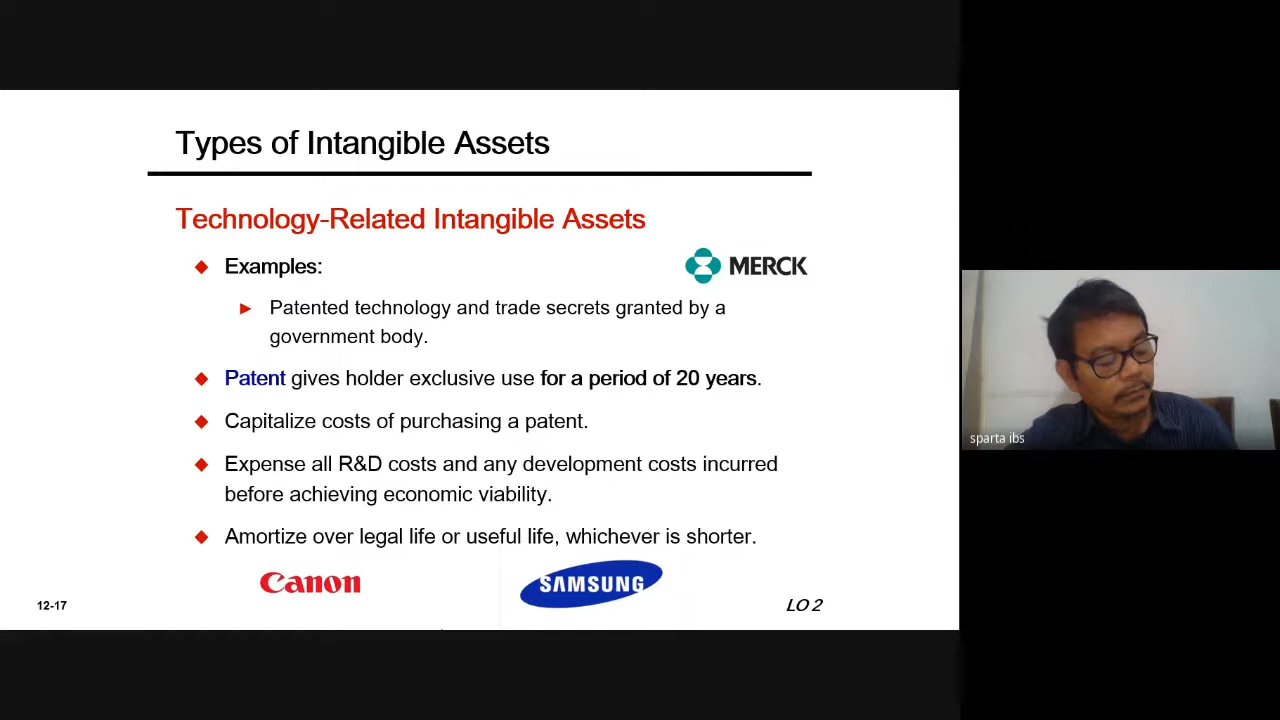 Types of Intangible Assets
Technology-Related Intangible Assets
Examples:
MERCK
Patented technology and trade secrets granted by a
government body.
Patent gives holder exclusive use for a period of 20 years.
Capitalize costs of purchasing a patent.
Expense all R&D costs and any development costs incurred
before achieving economic viability.
Amortize over legal life or useful life, whichever is shorter.
Canon
SAMSUNG
12-17
LO 2
sparta ibs